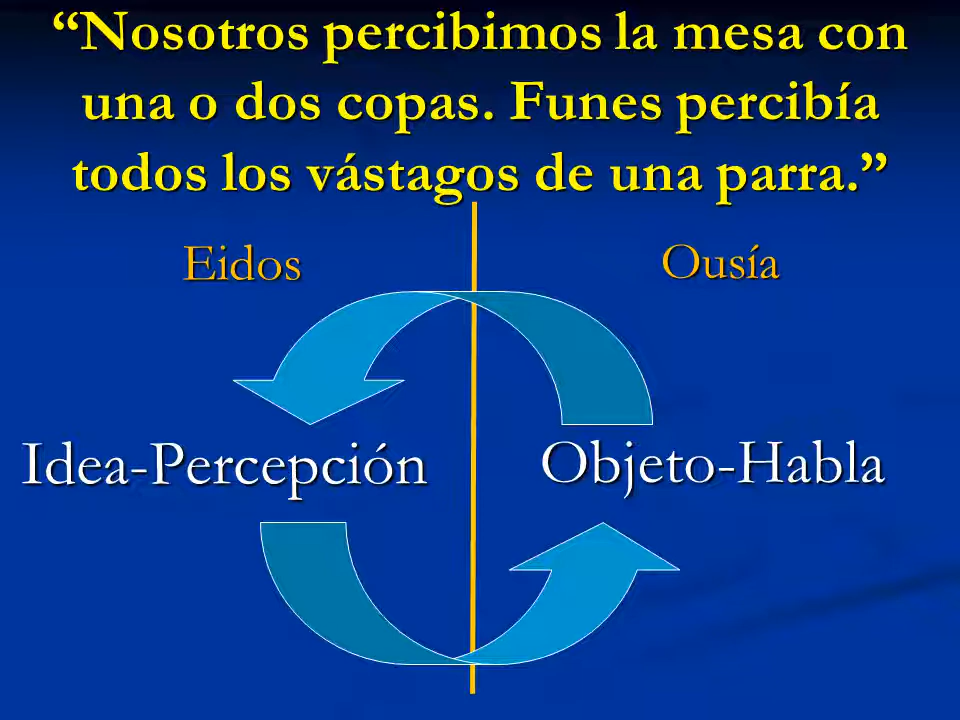 “Nosotros percibimos la mesa con
una o dos copas. Funes percibía
todos los vástagos de una parra.”
Eidos
Ousía
Idea-Percepción
Objeto-Habla